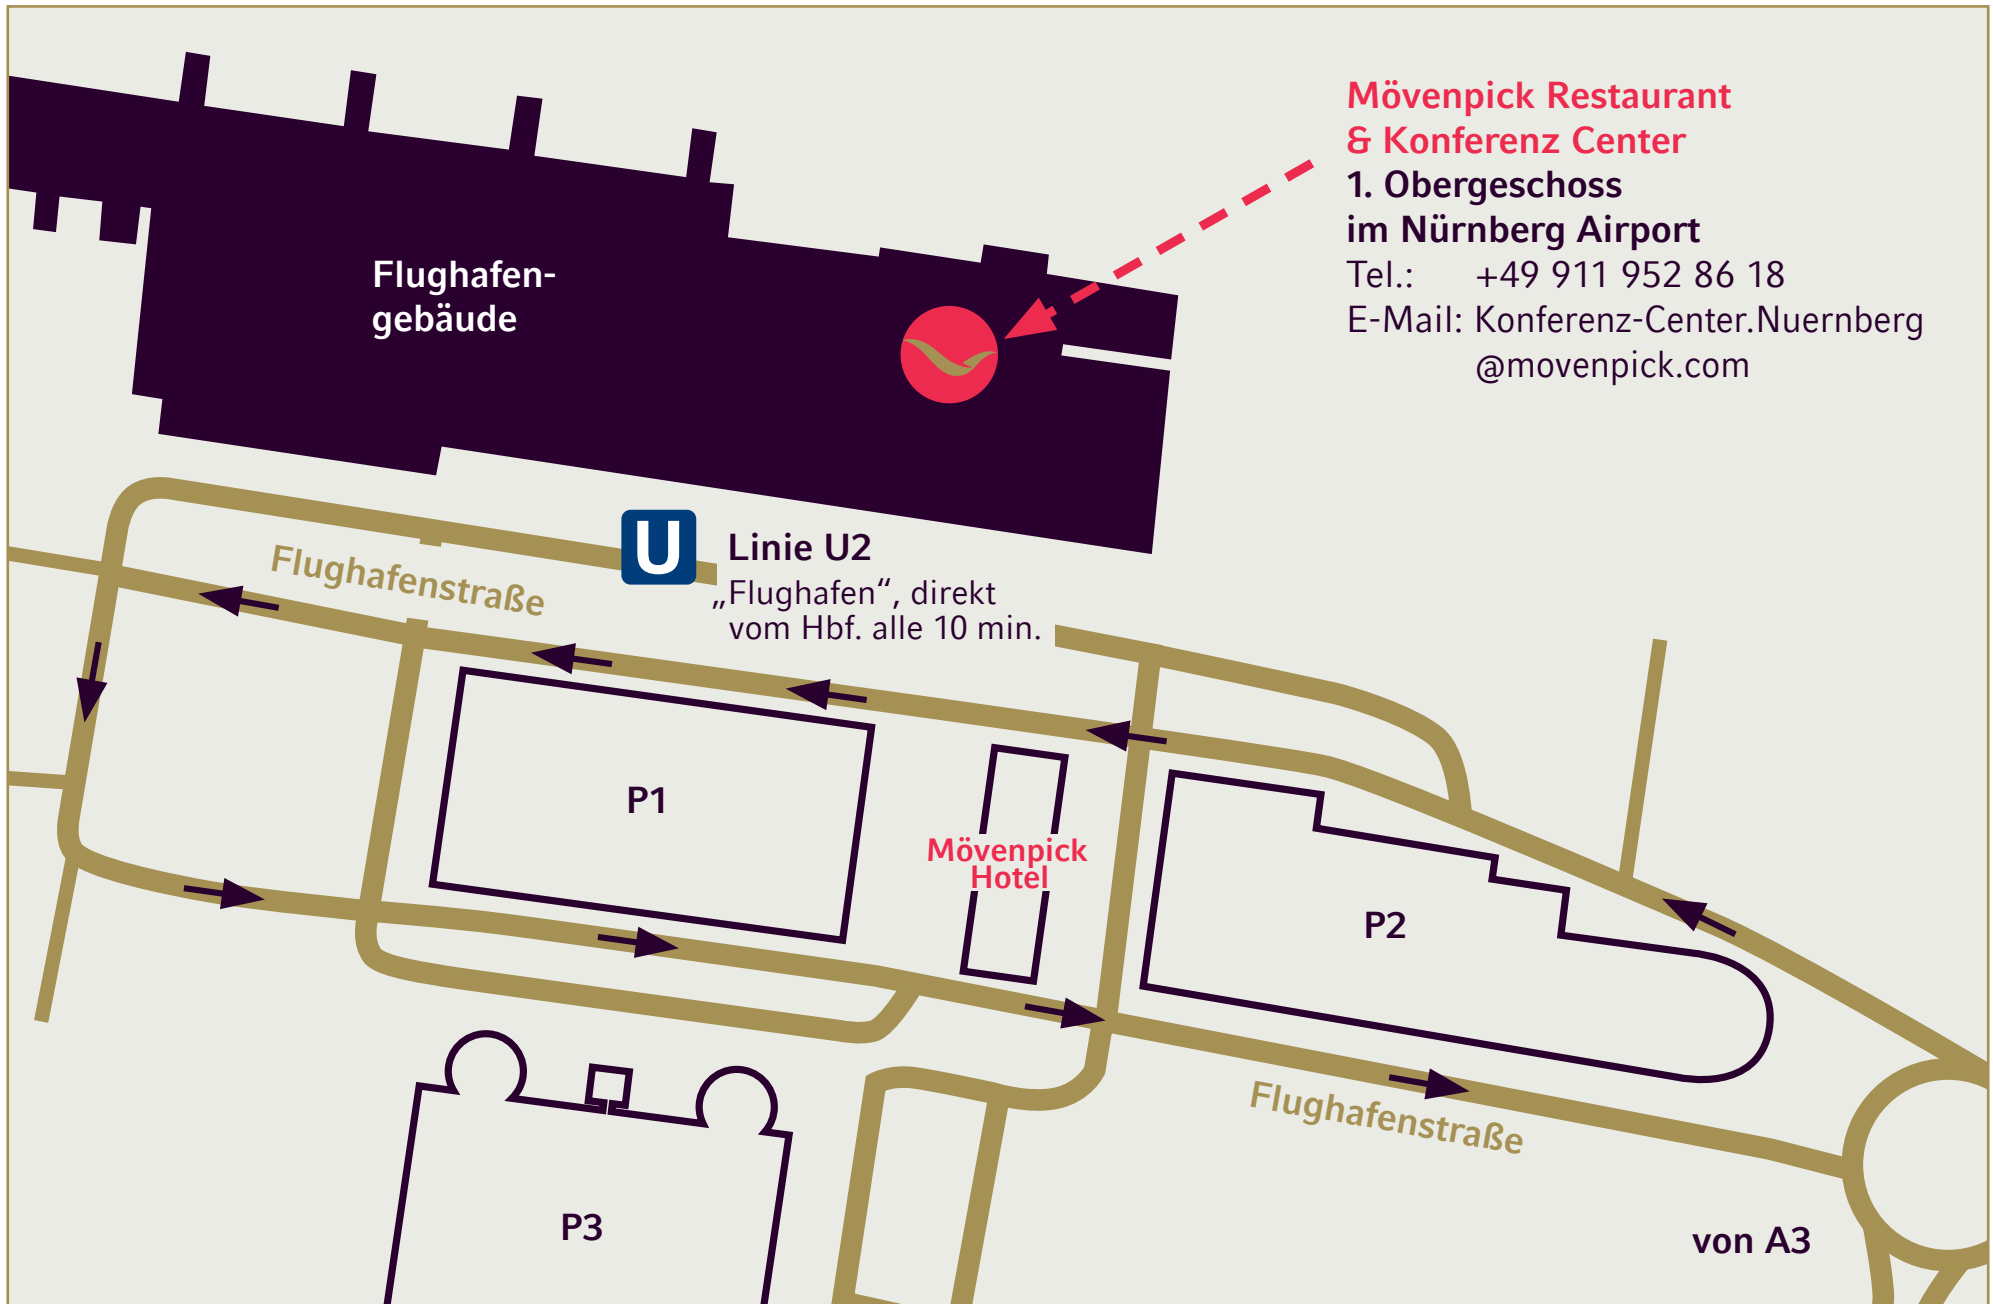 Mövenpick Restaurant
& Konferenz Center
1. Obergeschoss
im Nürnberg Airport
Tel.: +49 911 952 86 18
E-Mail: Konferenz-Center.Nuernberg
@movenpick.com
Flughafen-
gebäude
U
Linie U2
„Flughafen“, direkt
vom Hbf. alle 10 min.
Flughafenstraße
P1
Mövenpick
Hotel
P2
Flughafenstraße
P3
von A3